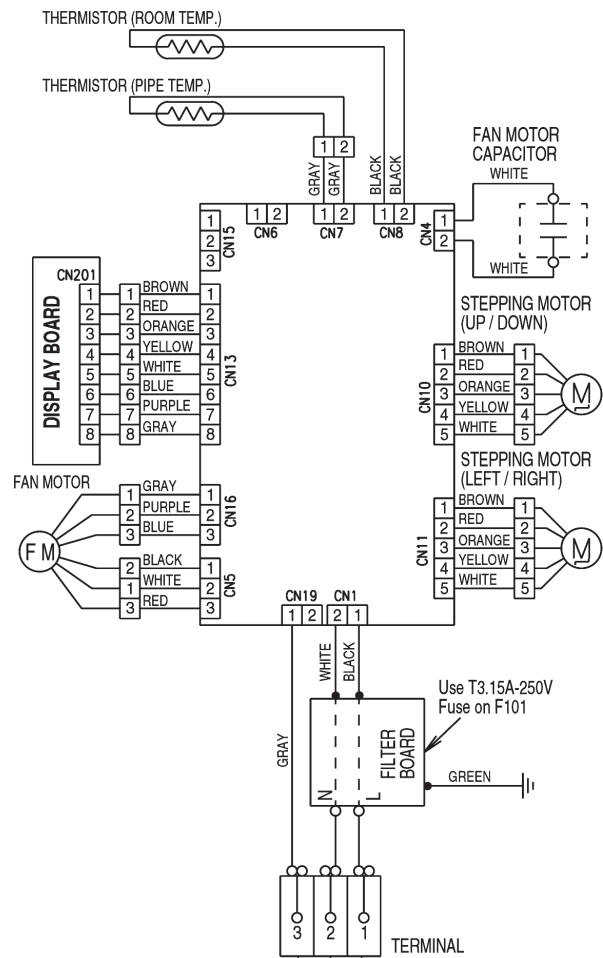 THERMISTOR (ROOM TEMP.)
THERMISTOR (PIPE TEMP.)
1 2
GRAY
GRAY
BLACK
BLACK
FAN MOTOR
CAPACITOR
WHITE
WHITE
1 2
CN6
1 2
CN7
1 2
CN8
1
2
CN4
1
2
3
CN15
DISPLAY BOARD
CN201
1 1 BROWN 1
2 2 RED 2
3 3 ORANGE 3
4 4 YELLOW 4
5 5 WHITE 5
6 6 BLUE 6
7 7 PURPLE 7
8 8 GRAY 8
CN13
STEPPING MOTOR
(UP / DOWN)
CN10
1 BROWN 1
2 RED 2
3 ORANGE 3
4 YELLOW 4
5 WHITE 5
M
FAN MOTOR
F M
1 GRAY 1
2 PURPLE 2
3 BLUE 3
CN16
2 BLACK 1
1 WHITE 2
3 RED 3
CN5
STEPPING MOTOR
(LEFT / RIGHT)
CN11
1 BROWN 1
2 RED 2
3 ORANGE 3
4 YELLOW 4
5 WHITE 5
M
CN19
1 2
CN1
2 1
WHITE
BLACK
GRAY
Use T3.15A-250V
Fuse on F101
FILTER
BOARD
N
L
GREEN
3 2 1
TERMINAL